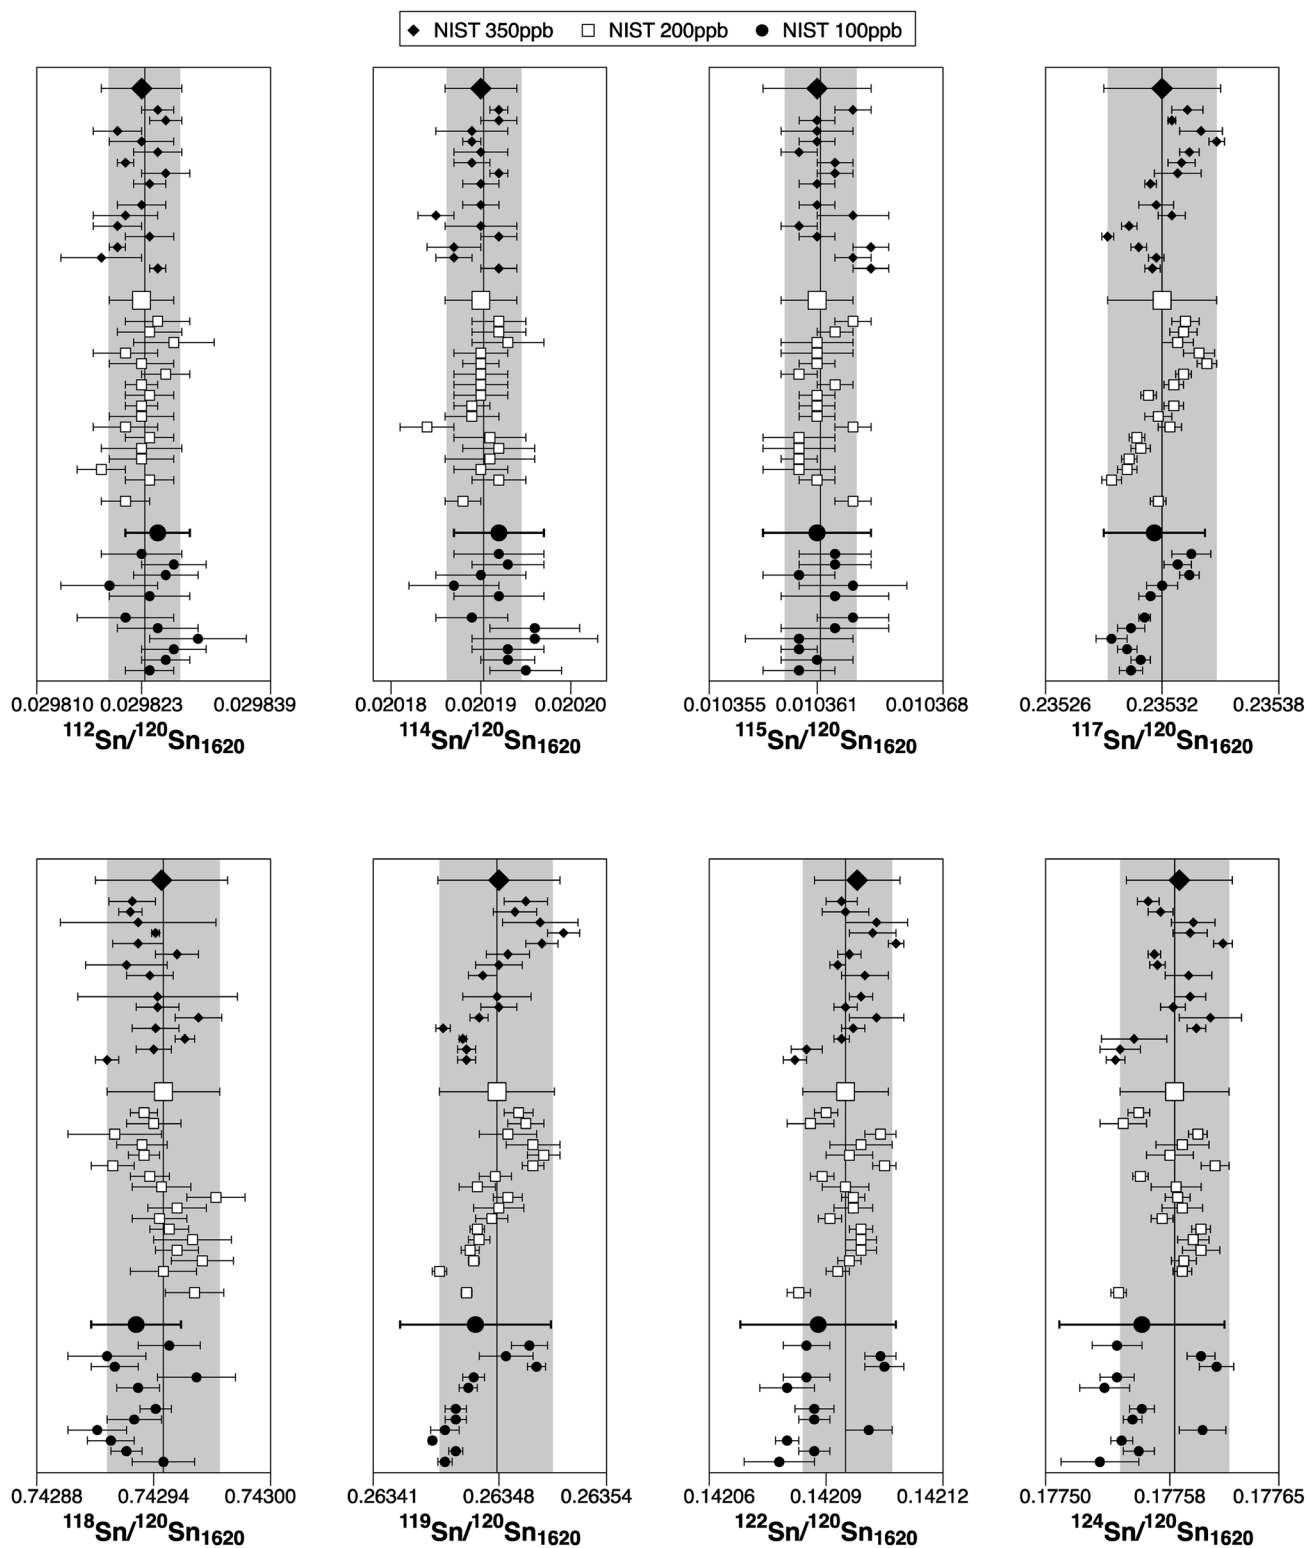 NIST 350ppb NIST 200ppb NIST 100ppb
0.029810 0.029823 0.029839 0.02018 0.02019 0.02020 0.010355 0.010361 0.010368 0.23526 0.23532 0.23538
¹¹²Sn/¹²⁰Sn₁₆₂₀ ¹¹⁴Sn/¹²⁰Sn₁₆₂₀ ¹¹⁵Sn/¹²⁰Sn₁₆₂₀ ¹¹⁷Sn/¹²⁰Sn₁₆₂₀
0.74288 0.74294 0.74300 0.26341 0.26348 0.26354 0.14206 0.14209 0.14212 0.17750 0.17758 0.17765
¹¹⁸Sn/¹²⁰Sn₁₆₂₀ ¹¹⁹Sn/¹²⁰Sn₁₆₂₀ ¹²²Sn/¹²⁰Sn₁₆₂₀ ¹²⁴Sn/¹²⁰Sn₁₆₂₀